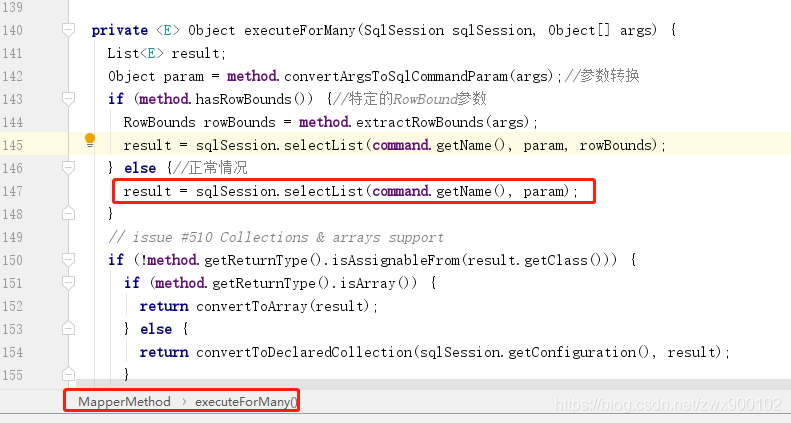 139
140 private <E> Object executeForMany(SqlSession sqlSession, Object[] args) {
141 List<E> result;
142 Object param = method.convertArgsToSqlCommandParam(args);//参数转换
143 if (method.hasRowBounds()) {//特定的RowBound参数
144 RowBounds rowBounds = method.extractRowBounds(args);
145 result = sqlSession.selectList(command.getName(), param, rowBounds);
146 } else {//正常情况
147 result = sqlSession.selectList(command.getName(), param);
148 }
149 // issue #510 Collections & arrays support
150 if (!method.getReturnType().isAssignableFrom(result.getClass())) {
151 if (method.getReturnType().isArray()) {
152 return convertToArray(result);
153 } else {
154 return convertToDeclaredCollection(sqlSession.getConfiguration(), result);
155 }
MapperMethod › executeForMany()
https://blog.csdn.net/zwx900102